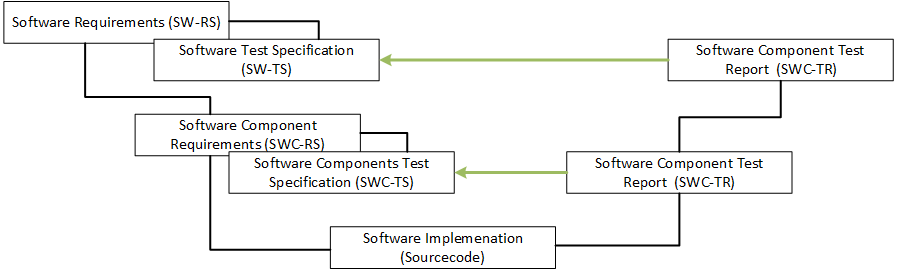 Software Requirements (SW-RS)
Software Test Specification
(SW-TS)
Software Component Test
Report (SWC-TR)
Software Component
Requirements (SWC-RS)
Software Components Test
Specification (SWC-TS)
Software Component Test
Report (SWC-TR)
Software Implemenation
(Sourcecode)